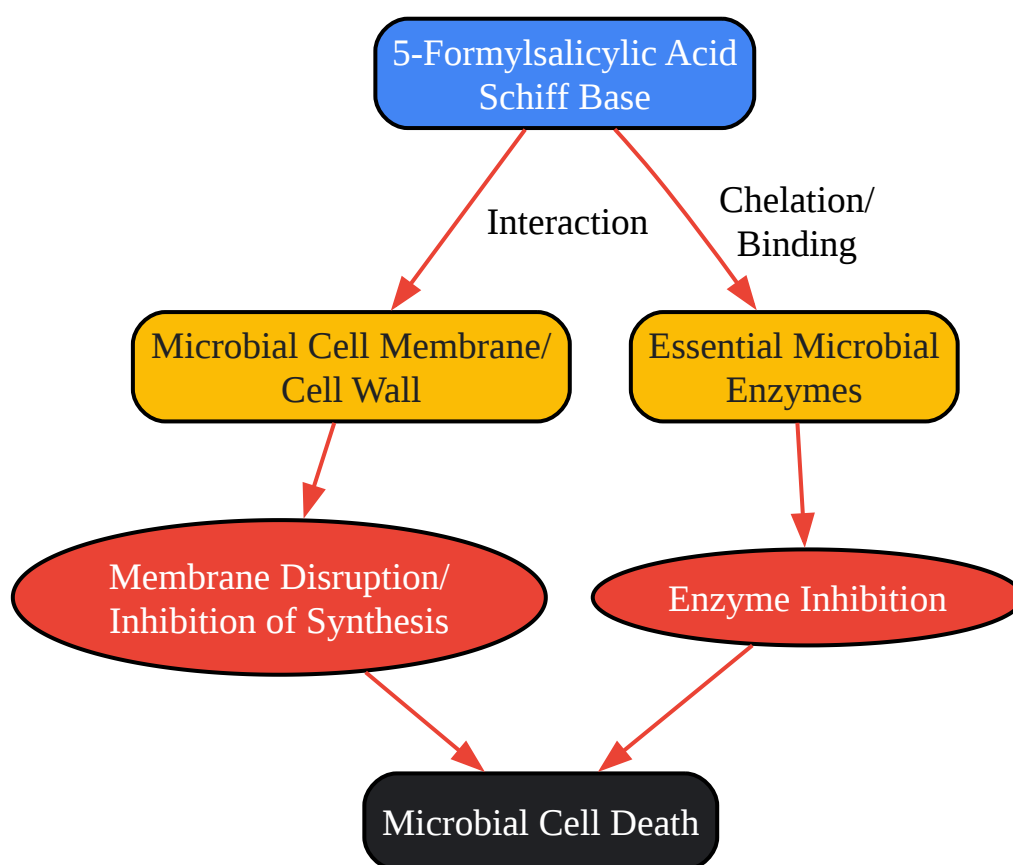 5-Formylsalicylic Acid
Schiff Base
Interaction
Chelation/
Binding
Microbial Cell Membrane/
Cell Wall
Essential Microbial
Enzymes
Membrane Disruption/
Inhibition of Synthesis
Enzyme Inhibition
Microbial Cell Death